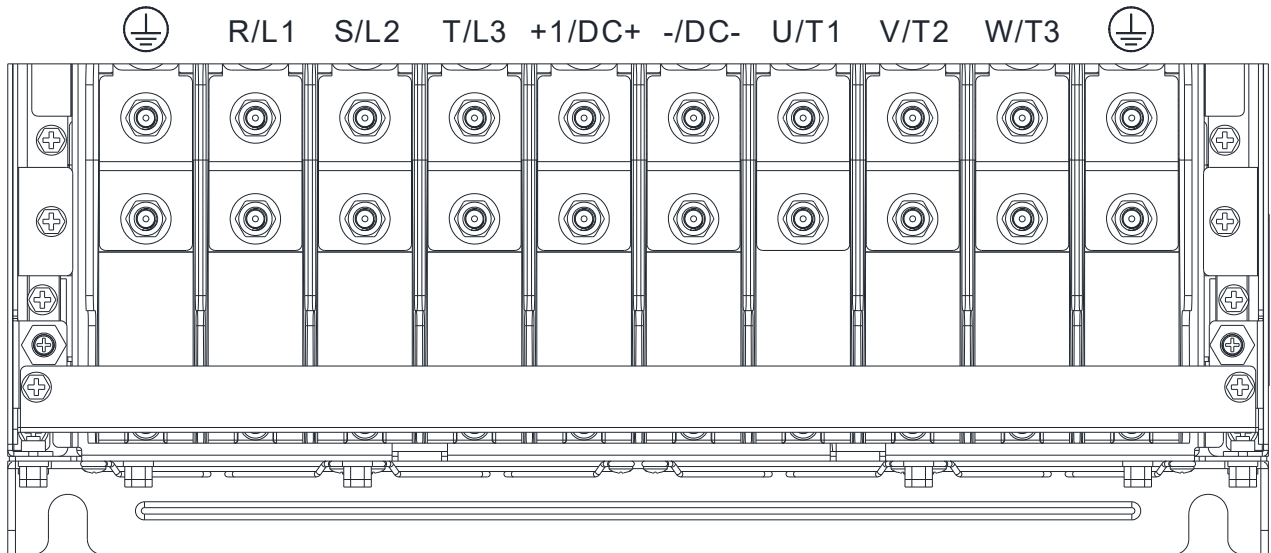 R/L1 S/L2 T/L3 +1/DC+ -/DC- U/T1 V/T2 W/T3